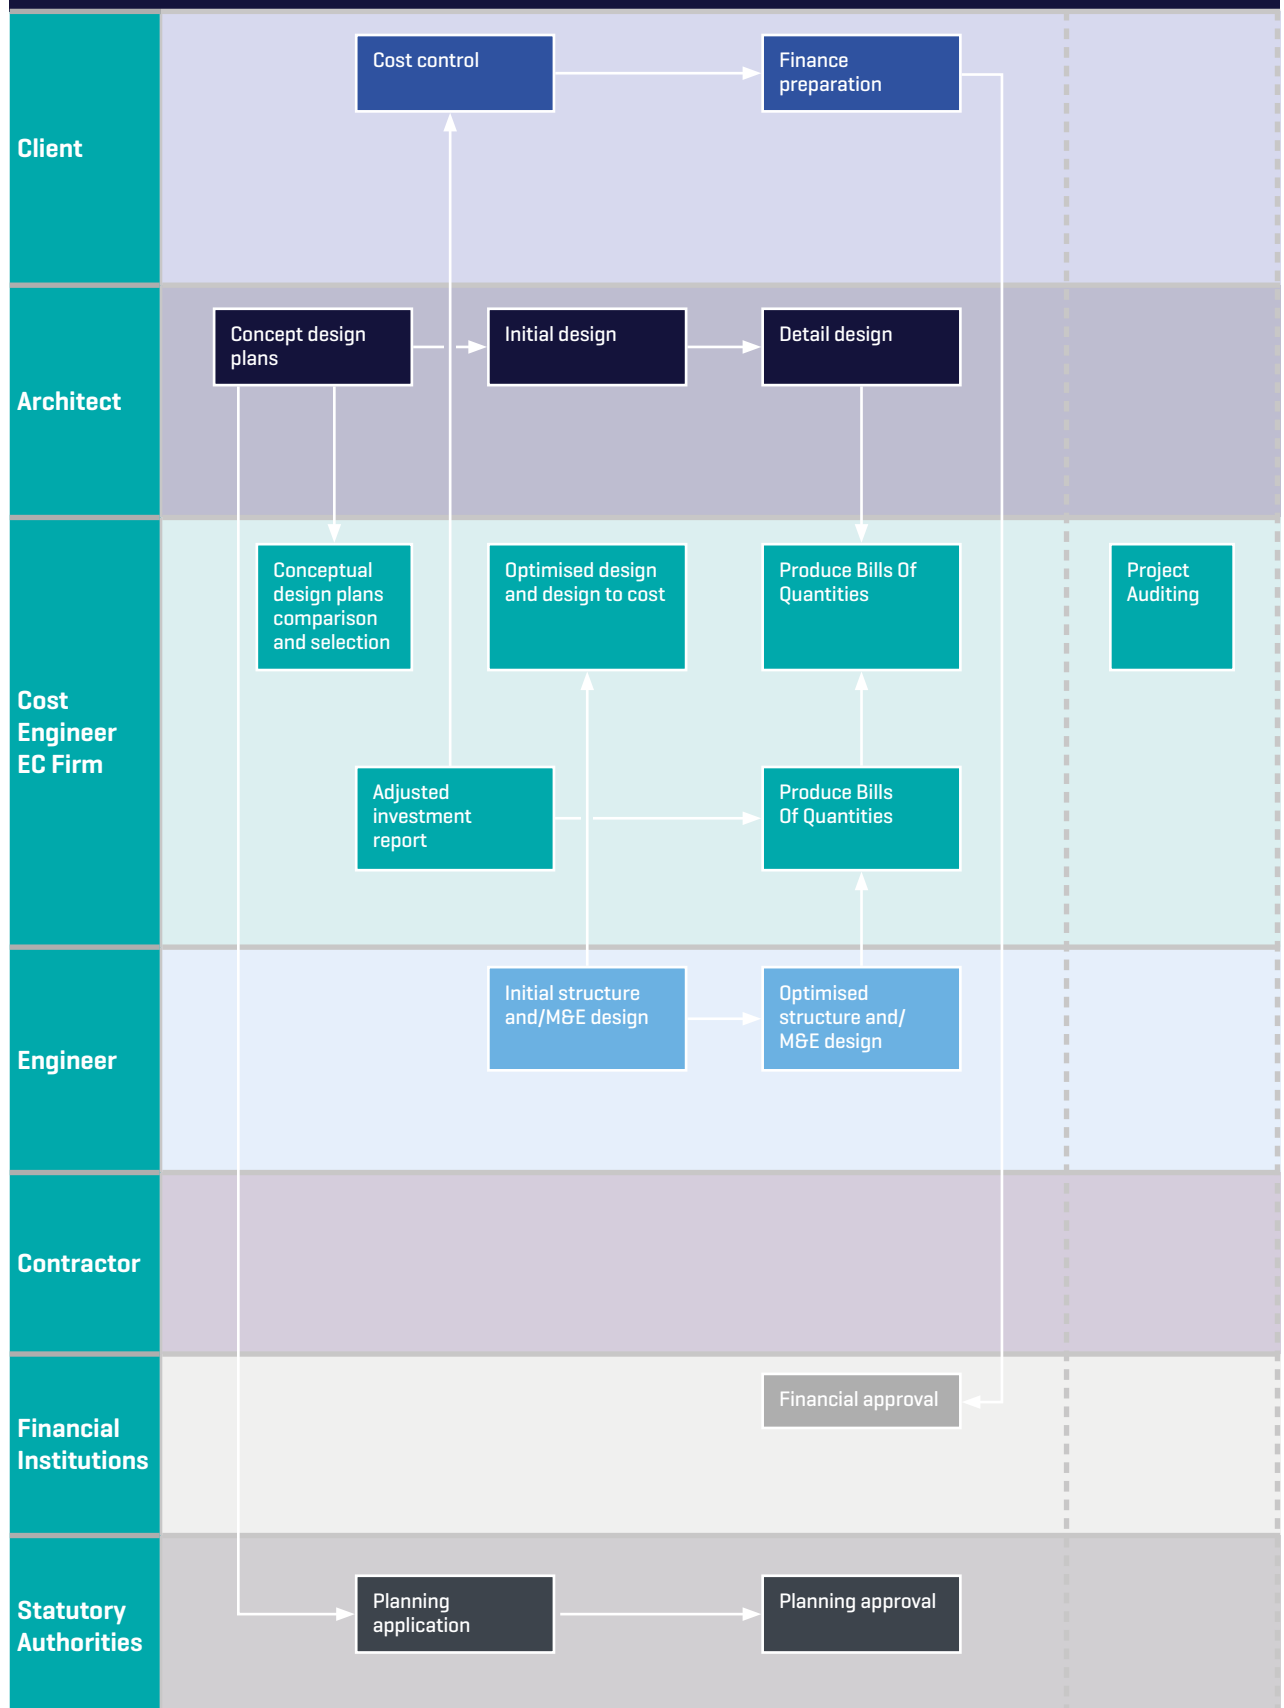 Client
Cost control
Finance
preparation
Architect
Concept design
plans
Initial design
Detail design
Cost
Engineer
EC Firm
Conceptual
design plans
comparison
and selection
Optimised design
and design to cost
Produce Bills Of
Quantities
Project
Auditing
Adjusted
investment
report
Produce Bills
Of Quantities
Engineer
Initial structure
and/M&E design
Optimised
structure and/
M&E design
Contractor
Financial
Institutions
Financial approval
Statutory
Authorities
Planning
application
Planning approval